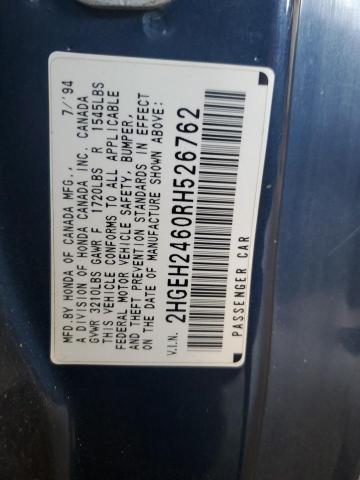 MFD.BY HONDA OF CANADA MFG., 7/'94
A DIVISION OF HONDA CANADA INC. CANADA
GVWR 3210LBS GAWR F 1720LBS R 1545LBS
THIS VEHICLE CONFORMS TO ALL APPLICABLE
FEDERAL MOTOR VEHICLE SAFETY, BUMPER,
AND THEFT PREVENTION STANDARDS IN EFFECT
ON THE DATE OF MANUFACTURE SHOWN ABOVE.
V.I.N.: 2HGEH2460RH526762
PASSENGER CAR